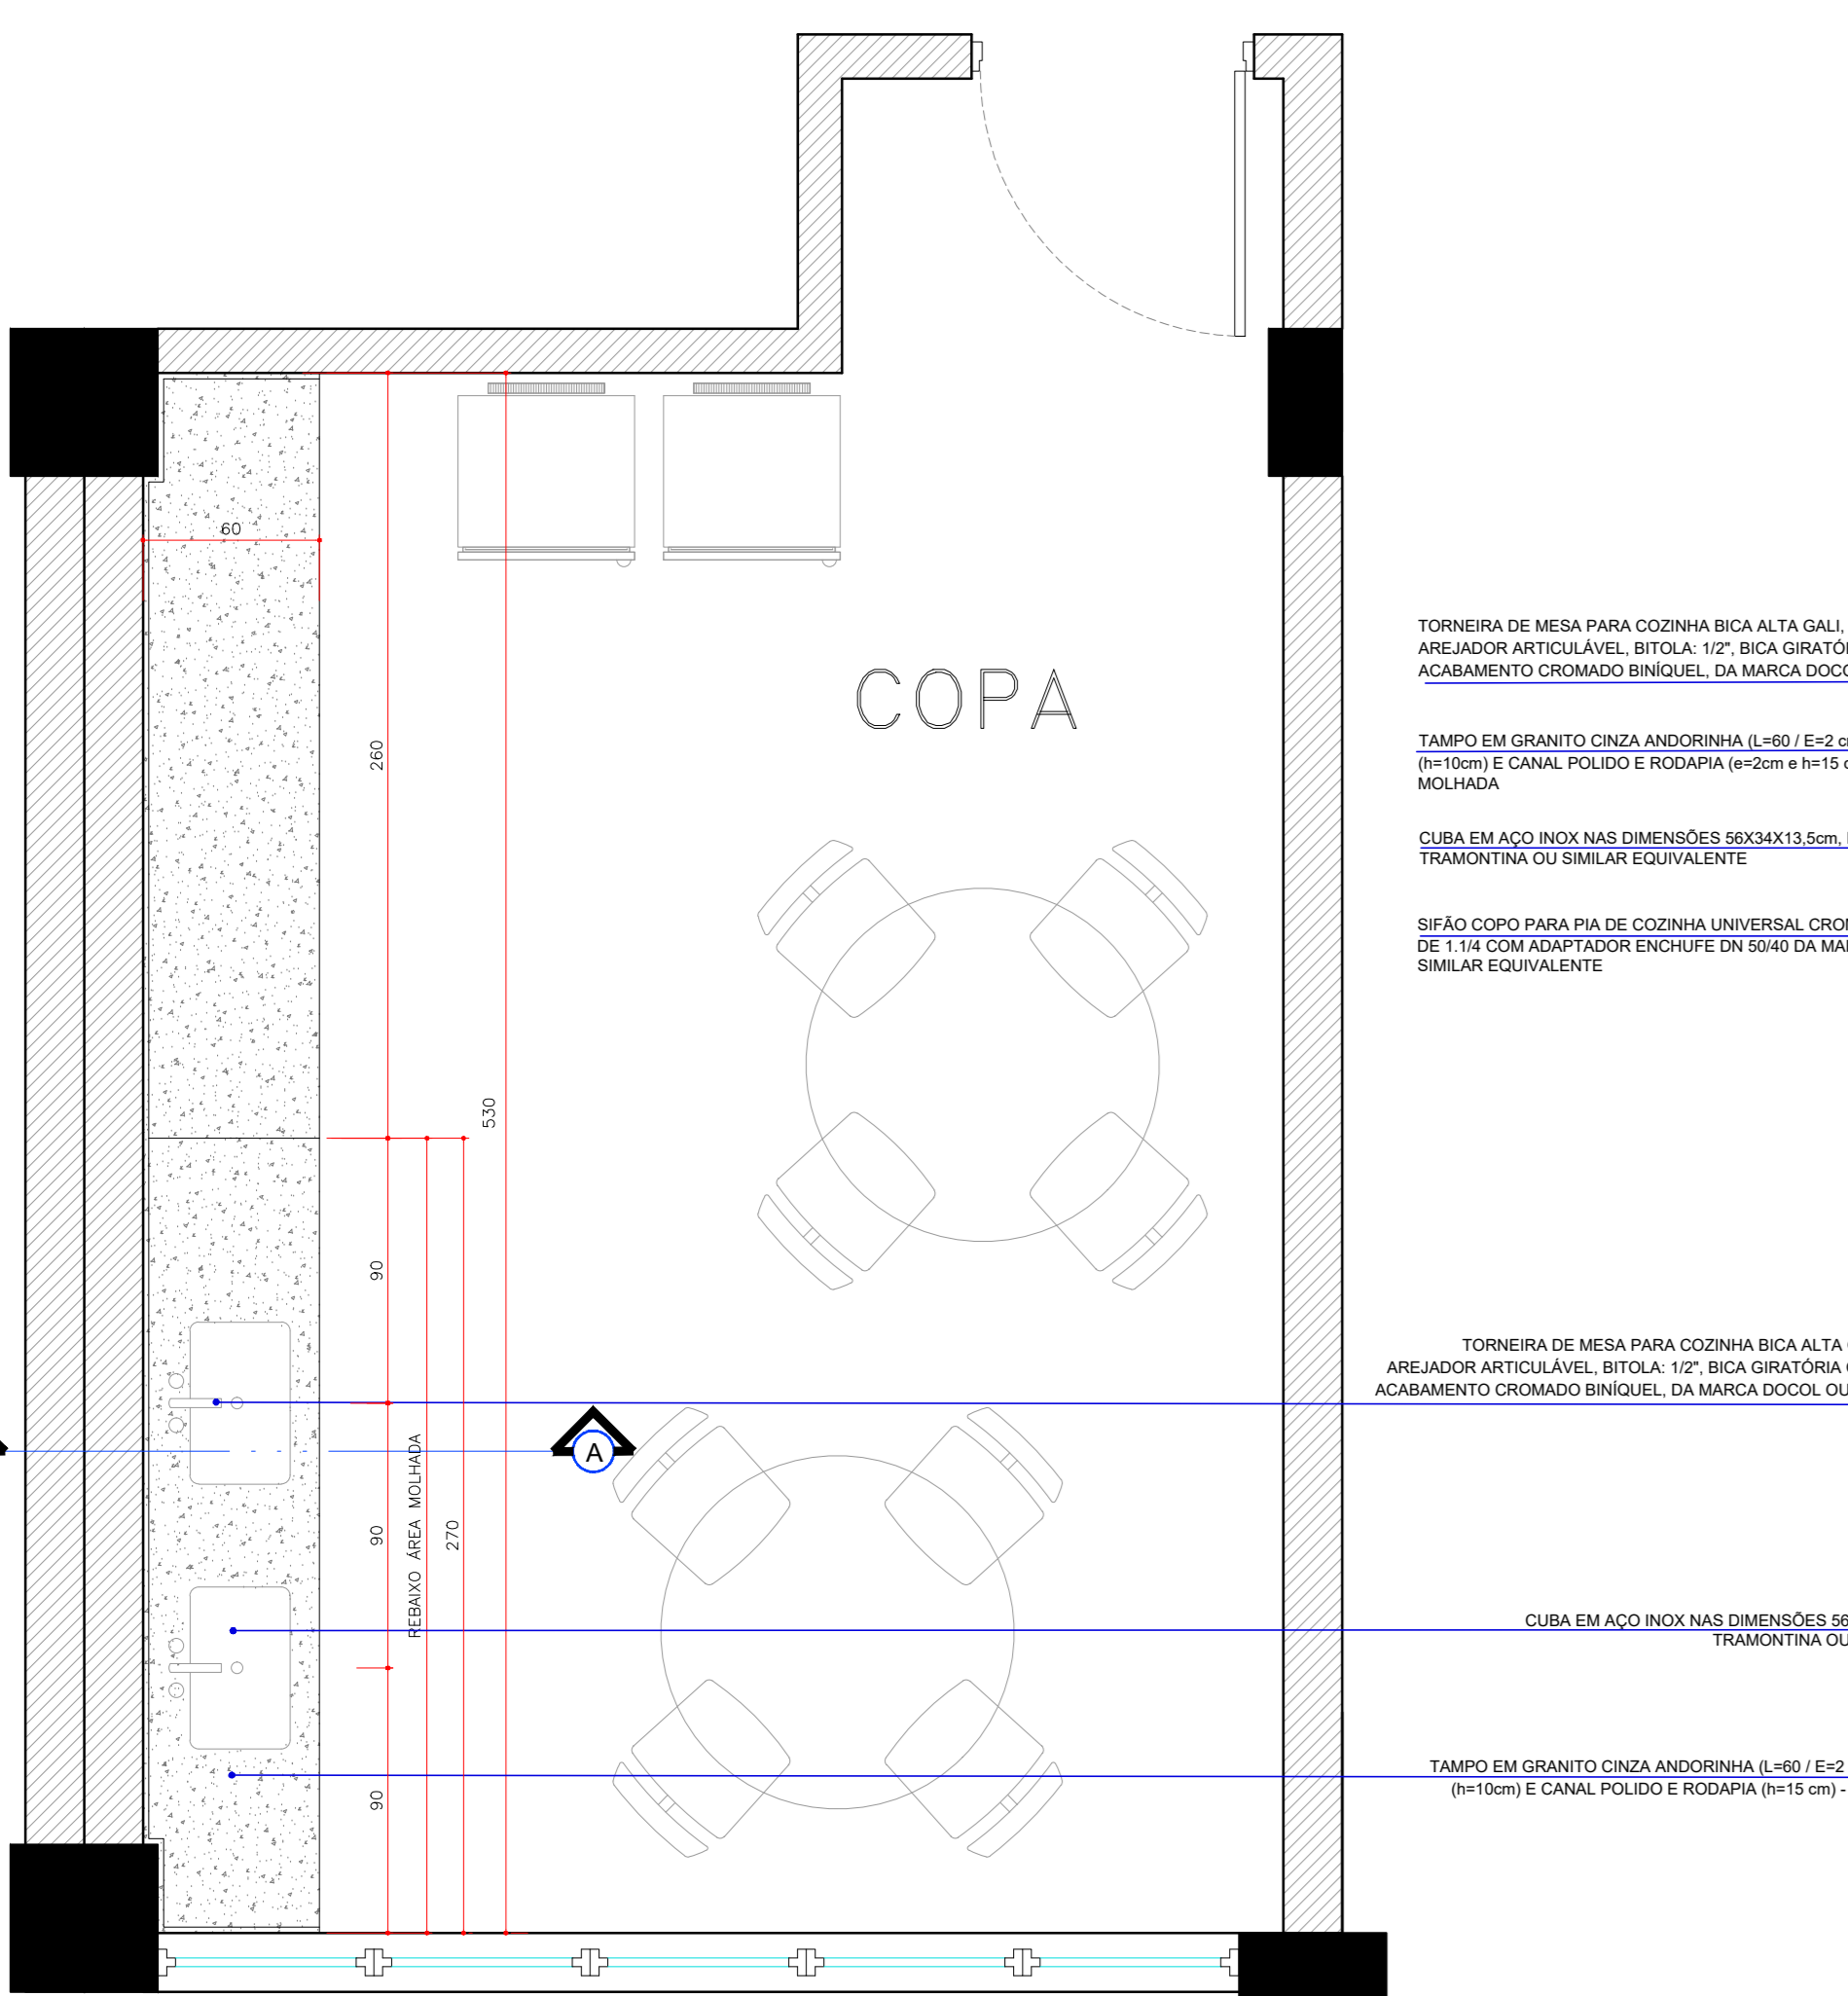 60
COPA
260
530
90
90
REBAIXO ÁREA MOLHADA
270
90
A
TORNEIRA DE MESA PARA COZINHA BICA ALTA GALI,
AREJADOR ARTICULÁVEL, BITOLA: 1/2", BICA
ACABAMENTO CROMADO BINÍQUEL, DA MARCA
TAMPO EM GRANITO CINZA ANDORINHA (L=60 / E=2
(h=10cm) E CANAL POLIDO E RODAPIA (e=2cm e h=15
MOLHADA
CUBA EM AÇO INOX NAS DIMENSÕES 56X34X13,5cm,
TRAMONTINA OU SIMILAR EQUIVALENTE
SIFÃO COPO PARA PIA DE COZINHA UNIVERSAL
DE 1.1/4 COM ADAPTADOR ENCHUFE DN 50/40 DA
SIMILAR EQUIVALENTE
TORNEIRA DE MESA PARA COZINHA BICA ALTA
AREJADOR ARTICULÁVEL, BITOLA: 1/2", BICA GIRATÓRIA
ACABAMENTO CROMADO BINÍQUEL, DA MARCA DOCOL OU
CUBA EM AÇO INOX NAS DIMENSÕES
TRAMONTINA OU
TAMPO EM GRANITO CINZA ANDORINHA (L=60 / E=2
(h=10cm) E CANAL POLIDO E RODAPIA (h=15 cm) -